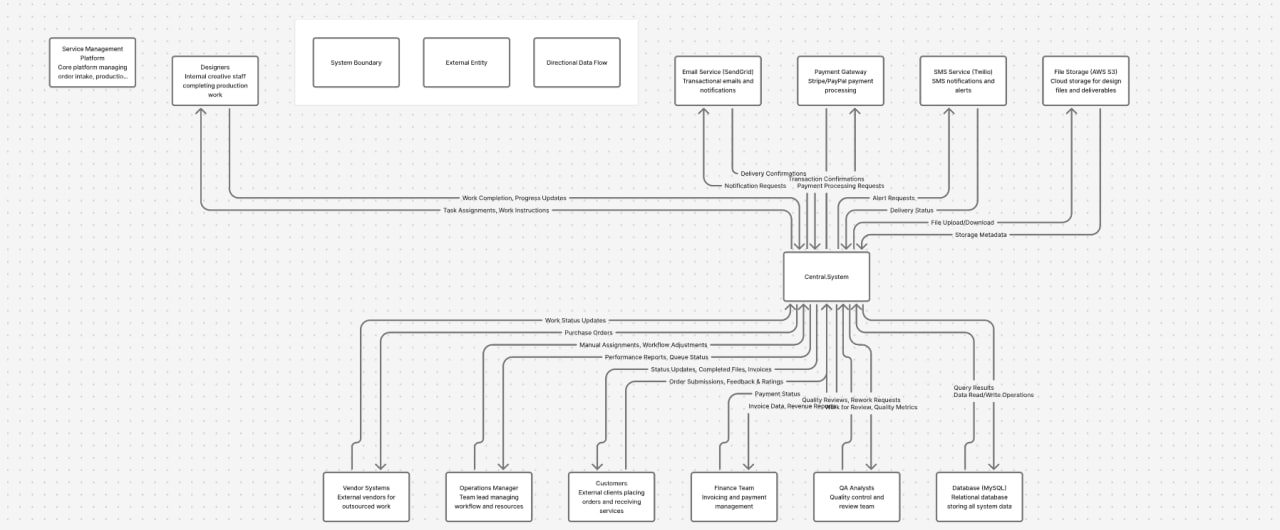 Service Management
Platform
Core platform managing
order intake, productio...
Designers
Internal creative staff
completing production
work
System Boundary
External Entity
Directional Data Flow
Email Service (SendGrid)
Transactional emails and
notifications
Payment Gateway
Stripe/PayPal payment
processing
SMS Service (Twilio)
SMS notifications and
alerts
File Storage (AWS S3)
Cloud storage for design
files and deliverables
Delivery Confirmations
Transaction Confirmations
Notification Requests
Payment Processing Requests
Work Completion, Progress Updates
Alert Requests
Task Assignments, Work Instructions
Delivery Status
File Upload/Download
Storage Metadata
Central.System
Work Status Updates
Purchase Orders
Manual Assignments, Workflow Adjustments
Performance Reports, Queue Status
Status Updates, Completed Files, Invoices
Order Submissions, Feedback & Ratings
Payment Status
Quality Reviews, Rework Requests
Invoice Data, Revenue Reports
Work for Review, Quality Metrics
Query Results
Data Read/Write Operations
Vendor Systems
External vendors for
outsourced work
Operations Manager
Team lead managing
workflow and resources
Customers
External clients placing
orders and receiving
services
Finance Team
Invoicing and payment
management
QA Analysts
Quality control and
review team
Database (MySQL)
Relational database
storing all system data